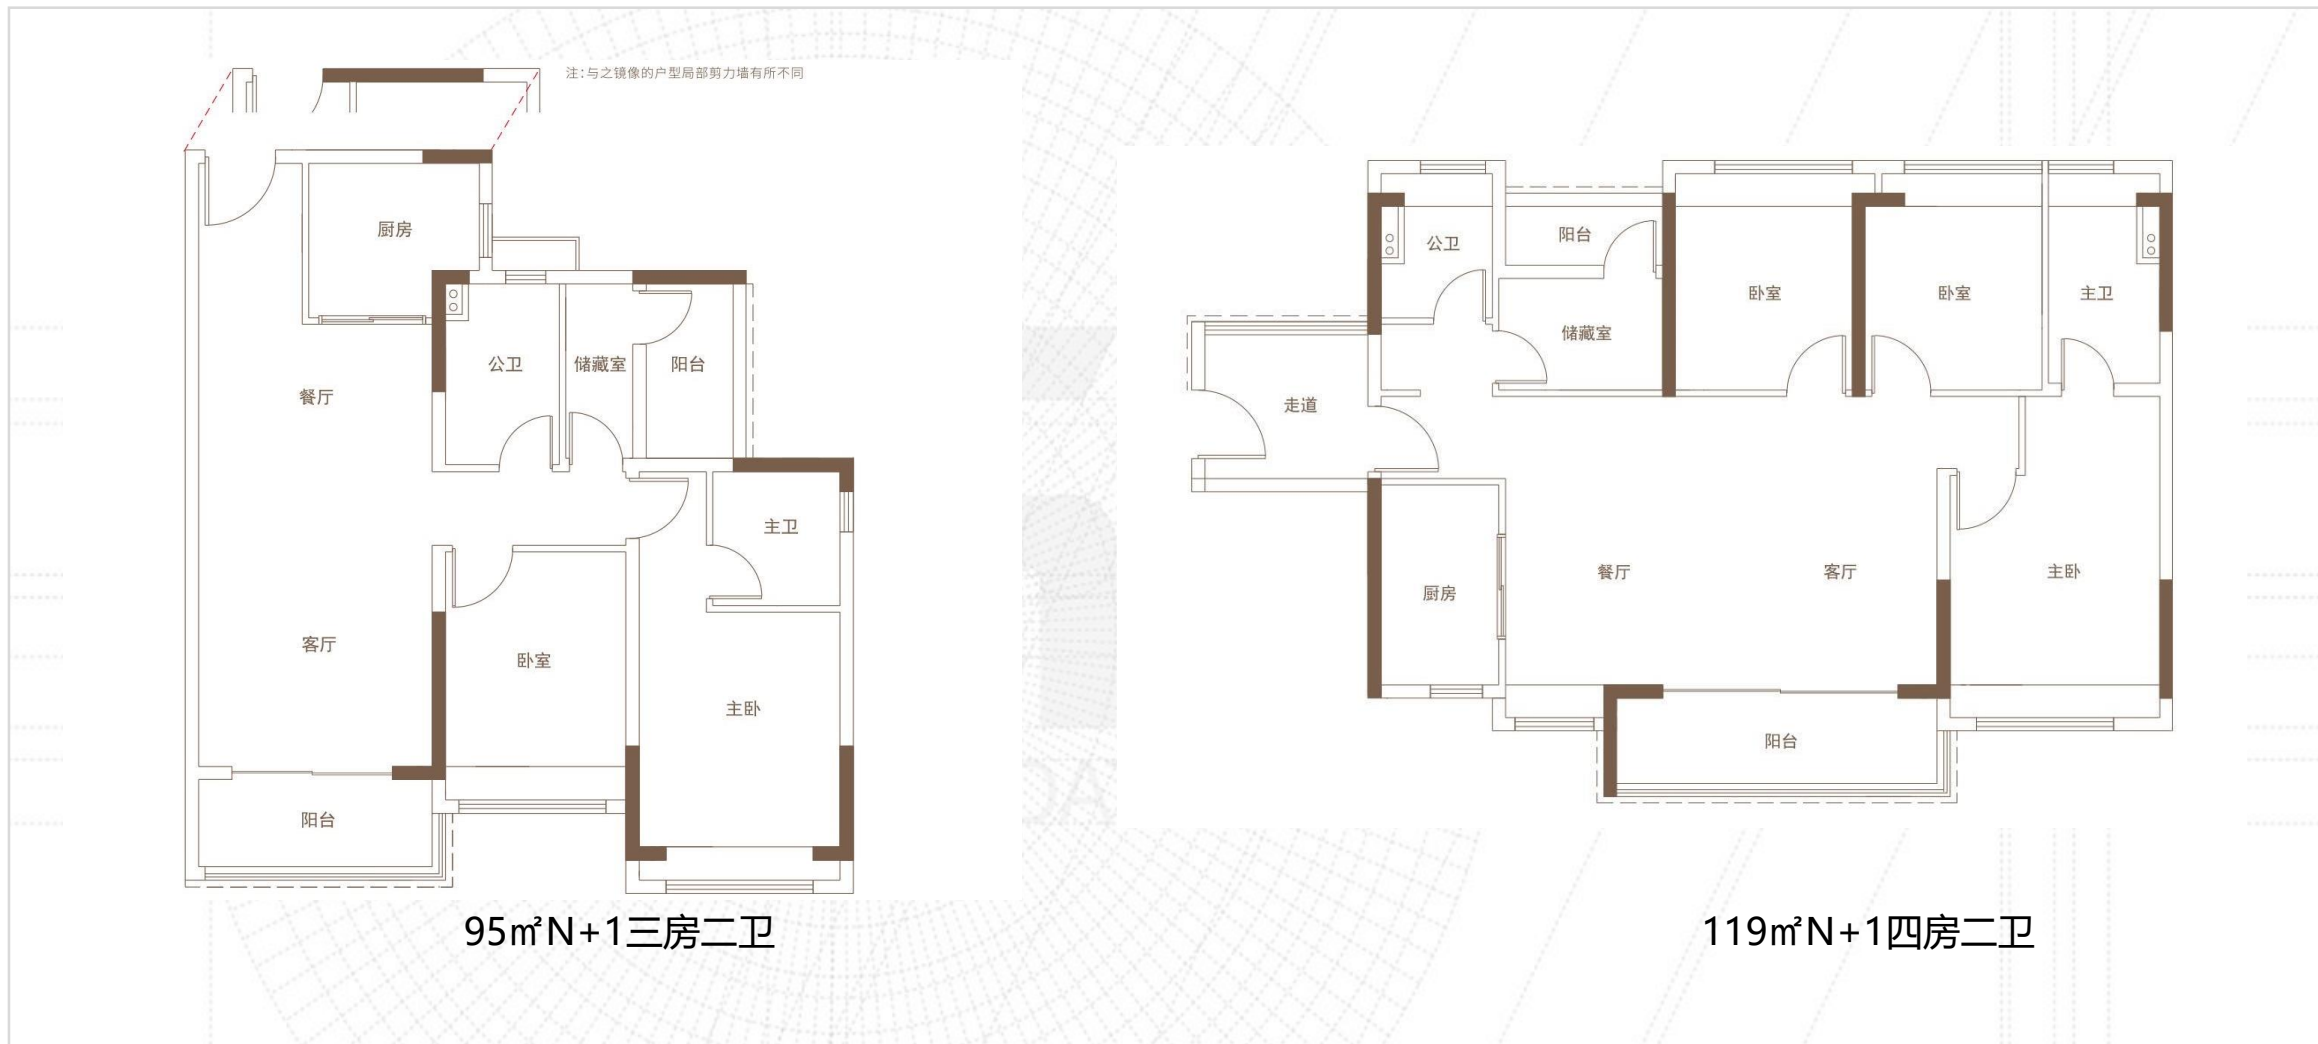 注:与之镜像的户型局部剪力墙有所不同
厨房
公卫
储藏室
阳台
餐厅
主卫
客厅
卧室
主卧
阳台
95㎡N+1三房二卫
公卫
阳台
卧室
卧室
主卫
储藏室
走道
餐厅
客厅
主卧
厨房
阳台
119㎡N+1四房二卫